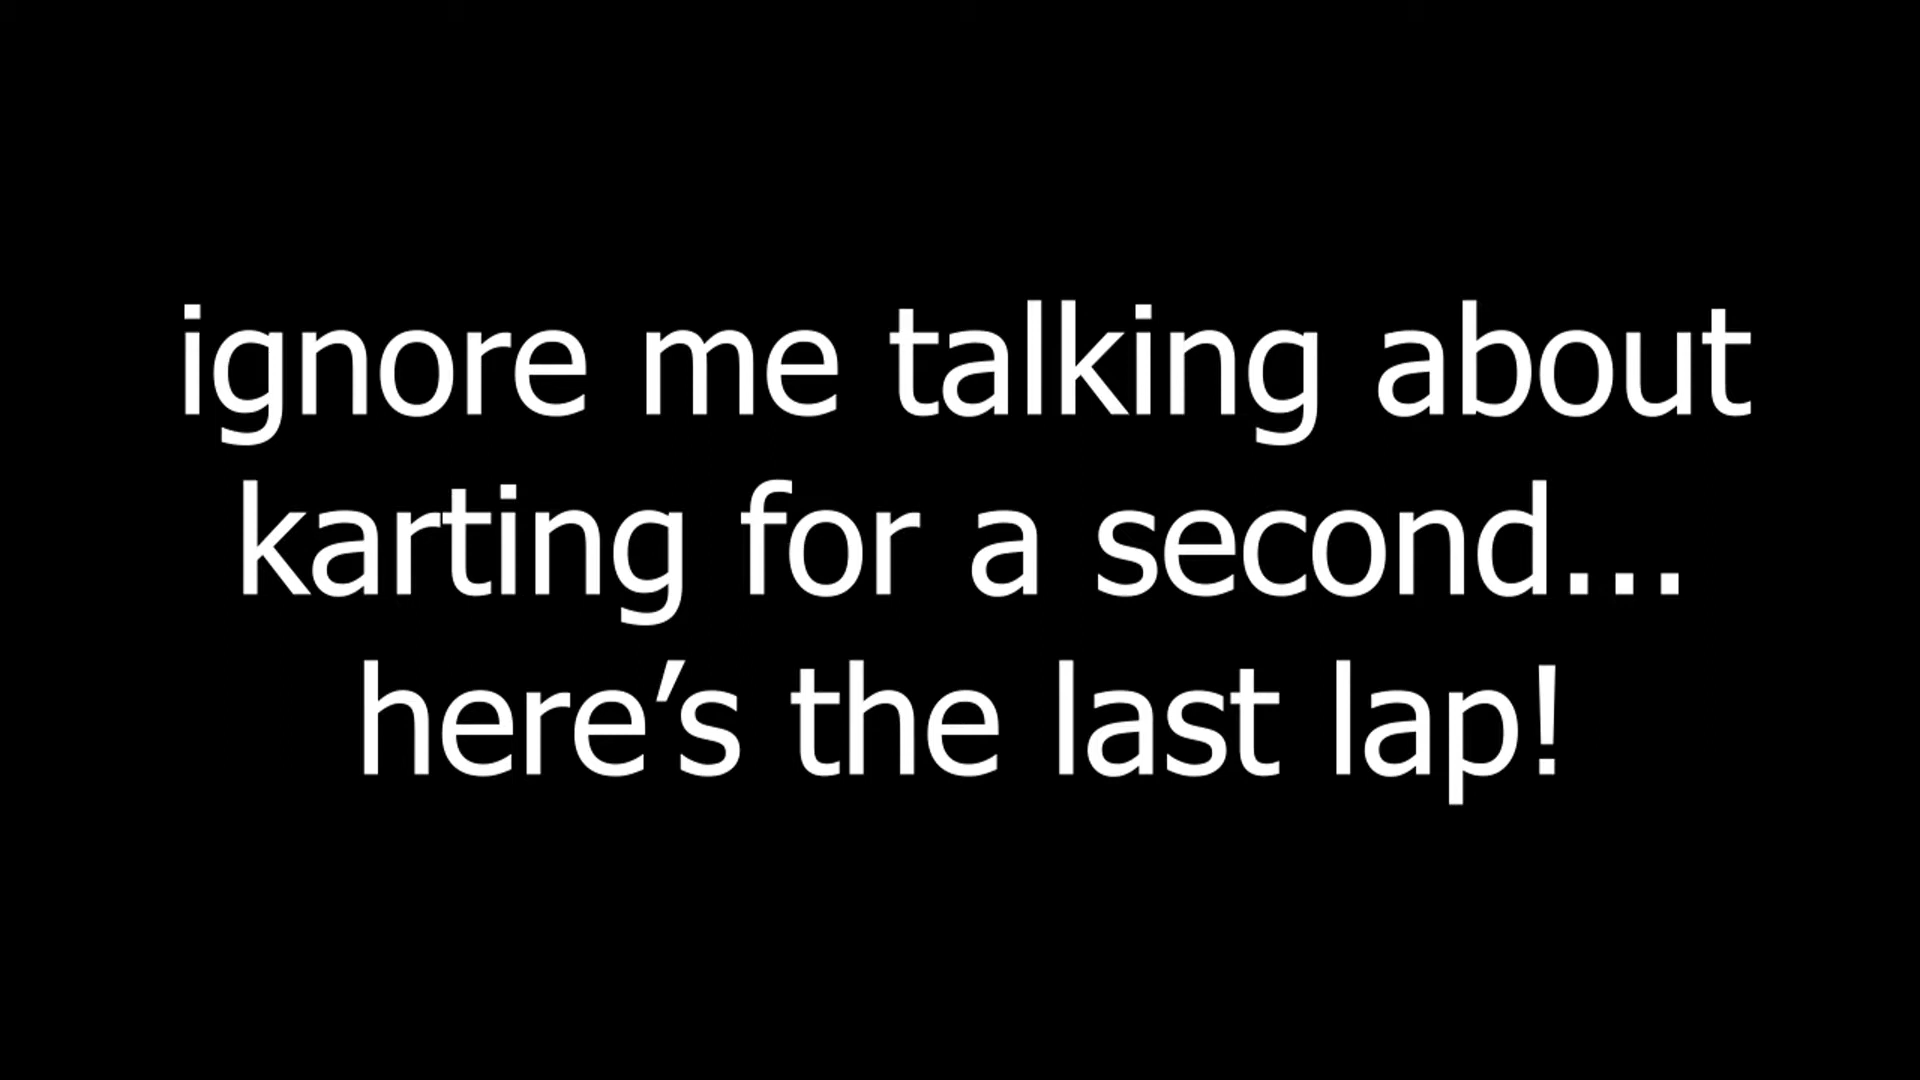 ignore me talking about
karting for a second...
here’s the last lap!